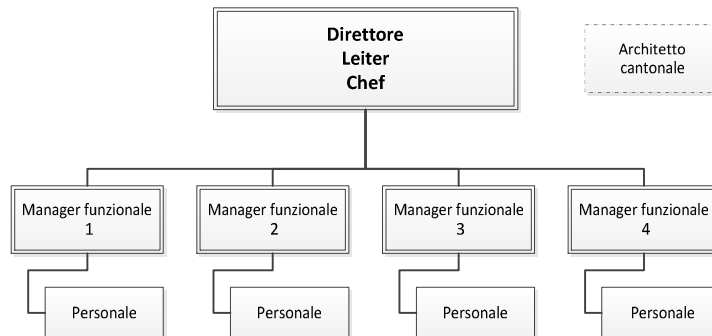 Direttore
Leiter
Chef
Architetto
cantonale
Manager funzionale
1
Manager funzionale
2
Manager funzionale
3
Manager funzionale
4
Personale
Personale
Personale
Personale